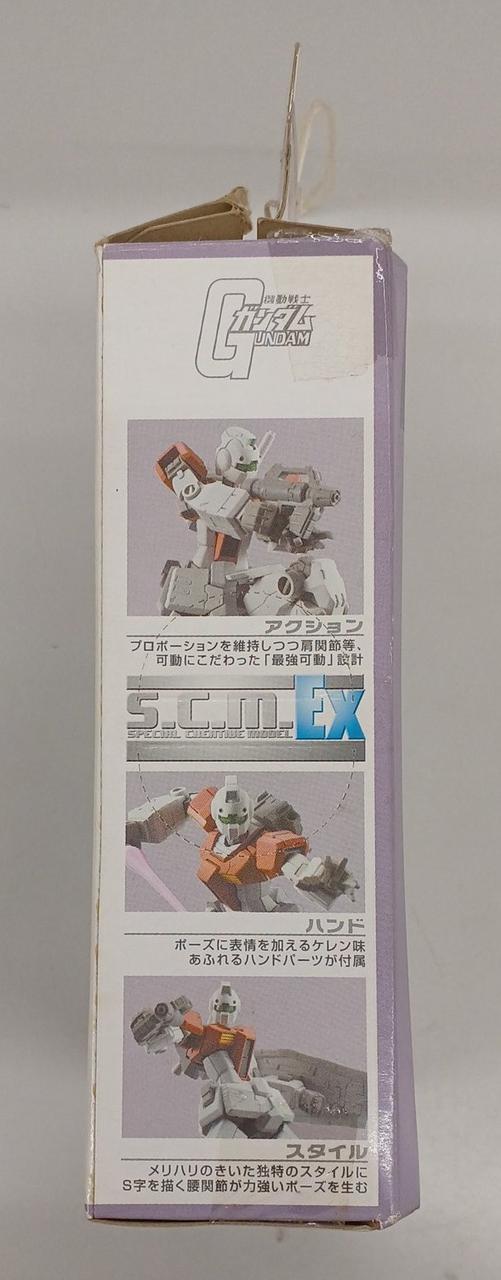 機動戦士
ガンダム
GUNDAM
アクション
プロポーションを維持しつつ肩関節等、
可動にこだわった「最強可動」設計
S.C.M.EX
SPECIAL CREATIVE MODEL
ハンド
ポーズに表情を加えるケレン味
あふれるハンドパーツが付属
スタイル
メリハリのきいた独特のスタイルに
S字を描く腰関節が力強いポーズを生む